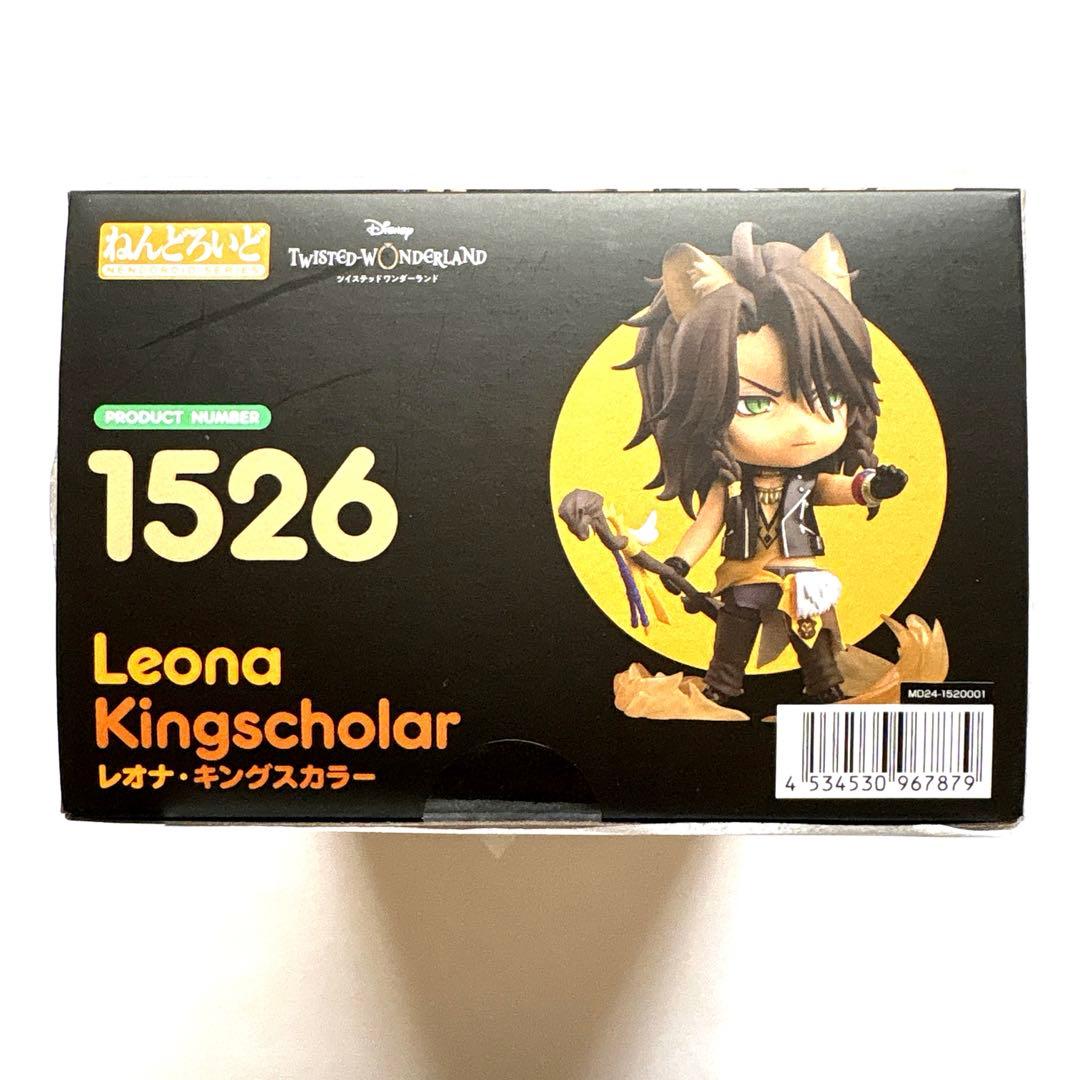 ねんどろいど
NENDOROID SERIES
Disney
TWISTED-WONDERLAND
ツイステッドワンダーランド
PRODUCT NUMBER
1526
Leona
Kingscholar
レオナ・キングスカラー
MD24-1520001
4 534530 967879